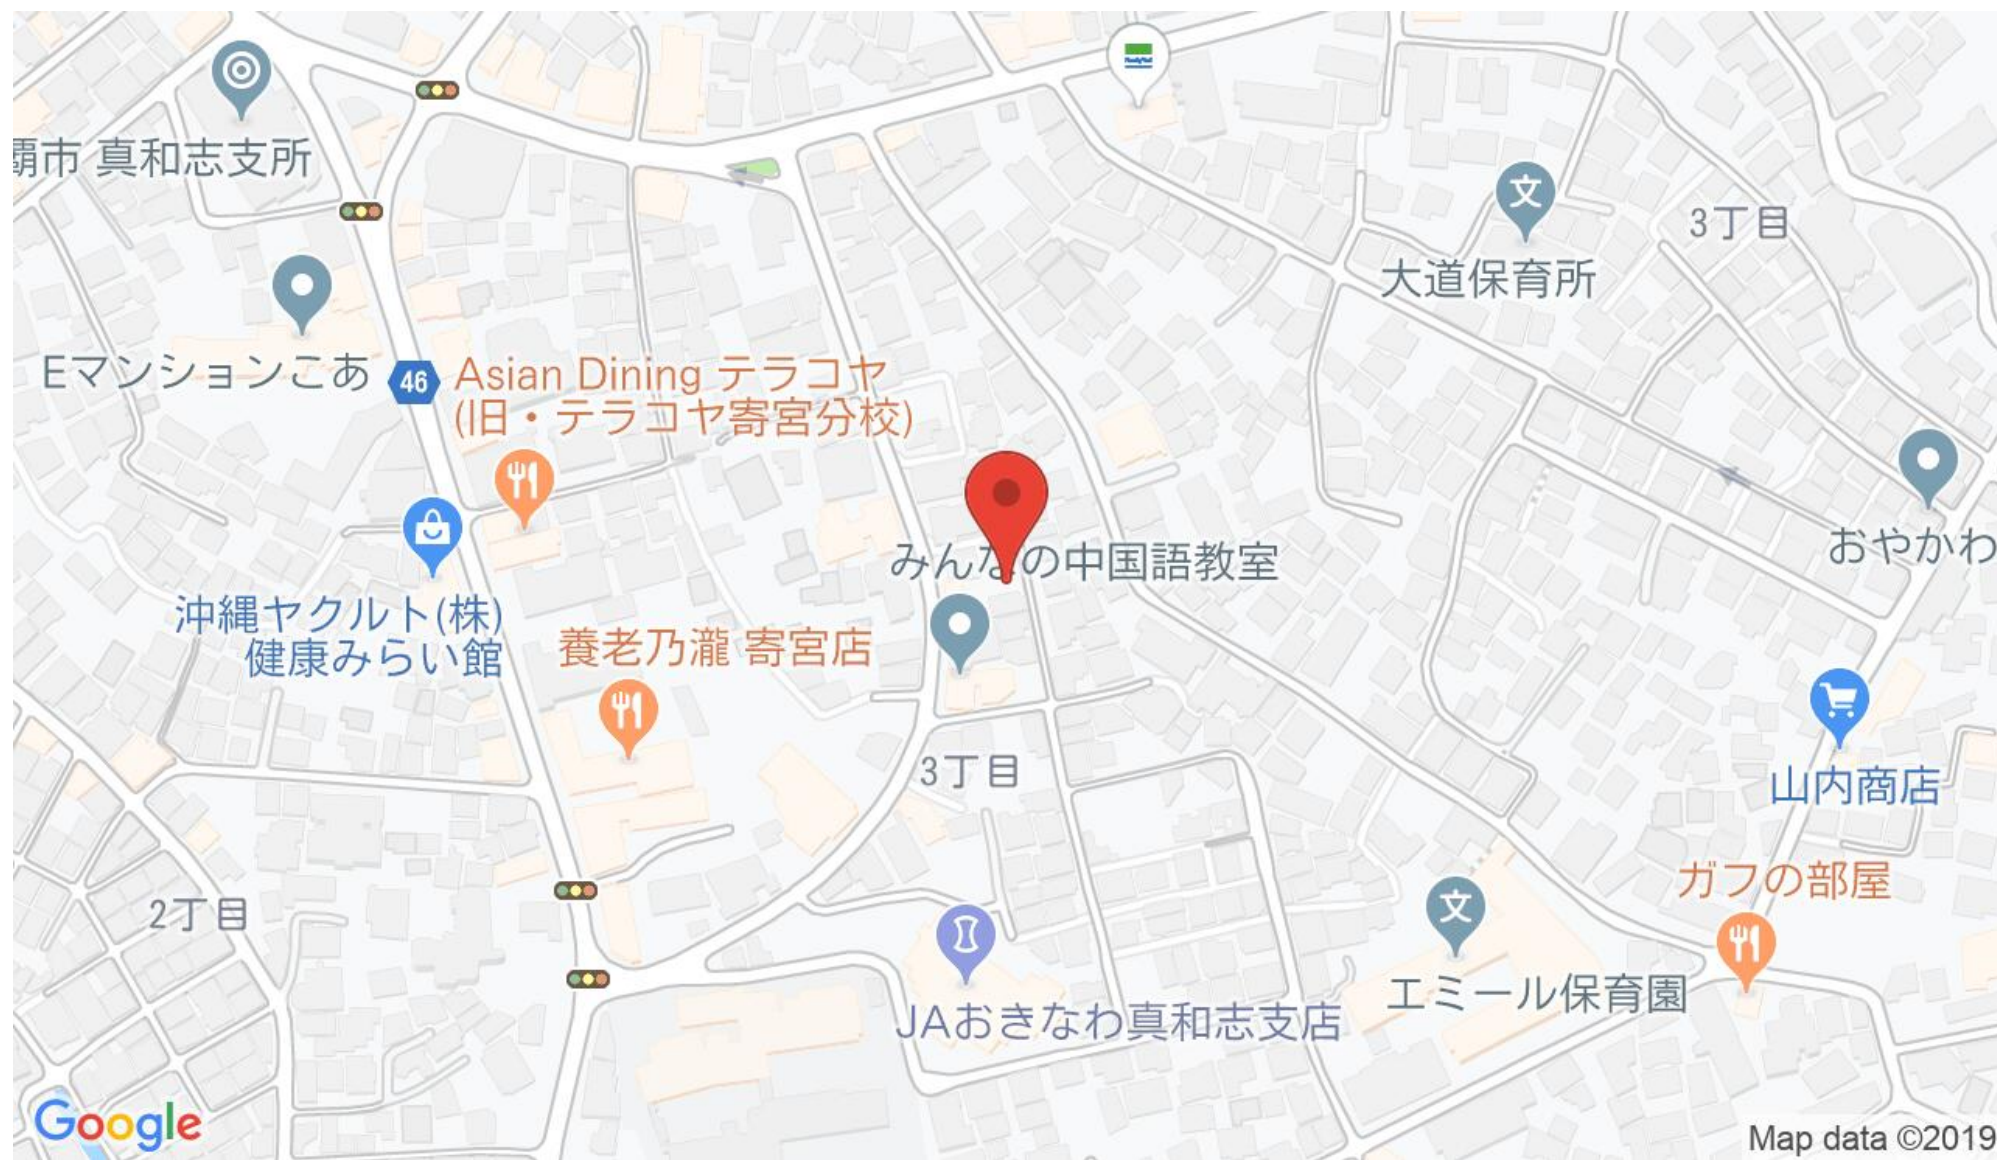 覇市 真和志支所
3丁目
大道保育所
Eマンションこあ
46
Asian Dining テラコヤ
(旧・テラコヤ寄宮分校)
おやかわ
みんなの中国語教室
沖縄ヤクルト(株)
健康みらい館
養老乃瀧 寄宮店
3丁目
山内商店
ガフの部屋
2丁目
エミール保育園
JAおきなわ真和志支店
文
文
FamilyMart
Google
Map data ©2019